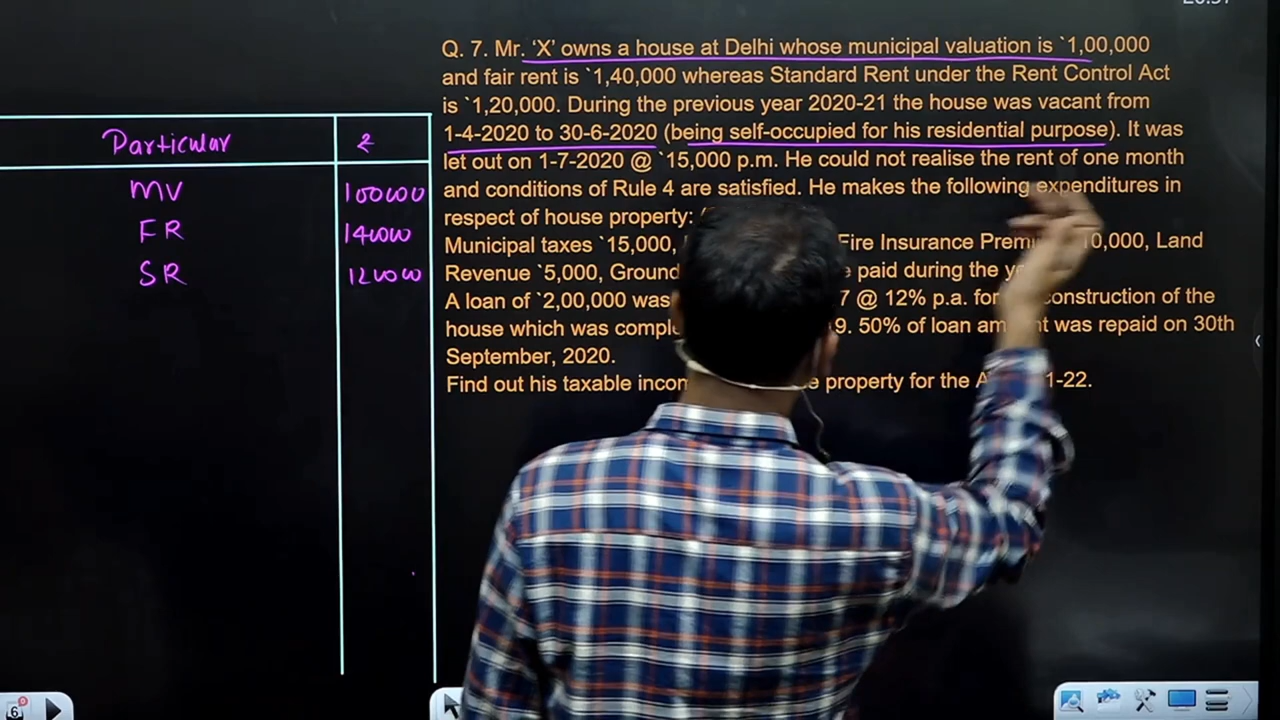 Q. 7. Mr. 'X' owns a house at Delhi whose municipal valuation is `1,00,000
and fair rent is `1,40,000 whereas Standard Rent under the Rent Control Act
is `1,20,000. During the previous year 2020-21 the house was vacant from
1-4-2020 to 30-6-2020 (being self-occupied for his residential purpose). It was
let out on 1-7-2020 @ `15,000 p.m. He could not realise the rent of one month
and conditions of Rule 4 are satisfied. He makes the following expenditures in
respect of house property:
Municipal taxes `15,000, Fire Insurance 10,000, Land
Revenue `5,000, Ground paid during the
A loan of `2,00,000 was 7 @ 12% p.a. for construction of the
house which was 9. 50% of loan was repaid on 30th
September, 2020.
Find out his taxable property for the 1-22.
Particular ₹
MV 100000
FR 140000
SR 120000